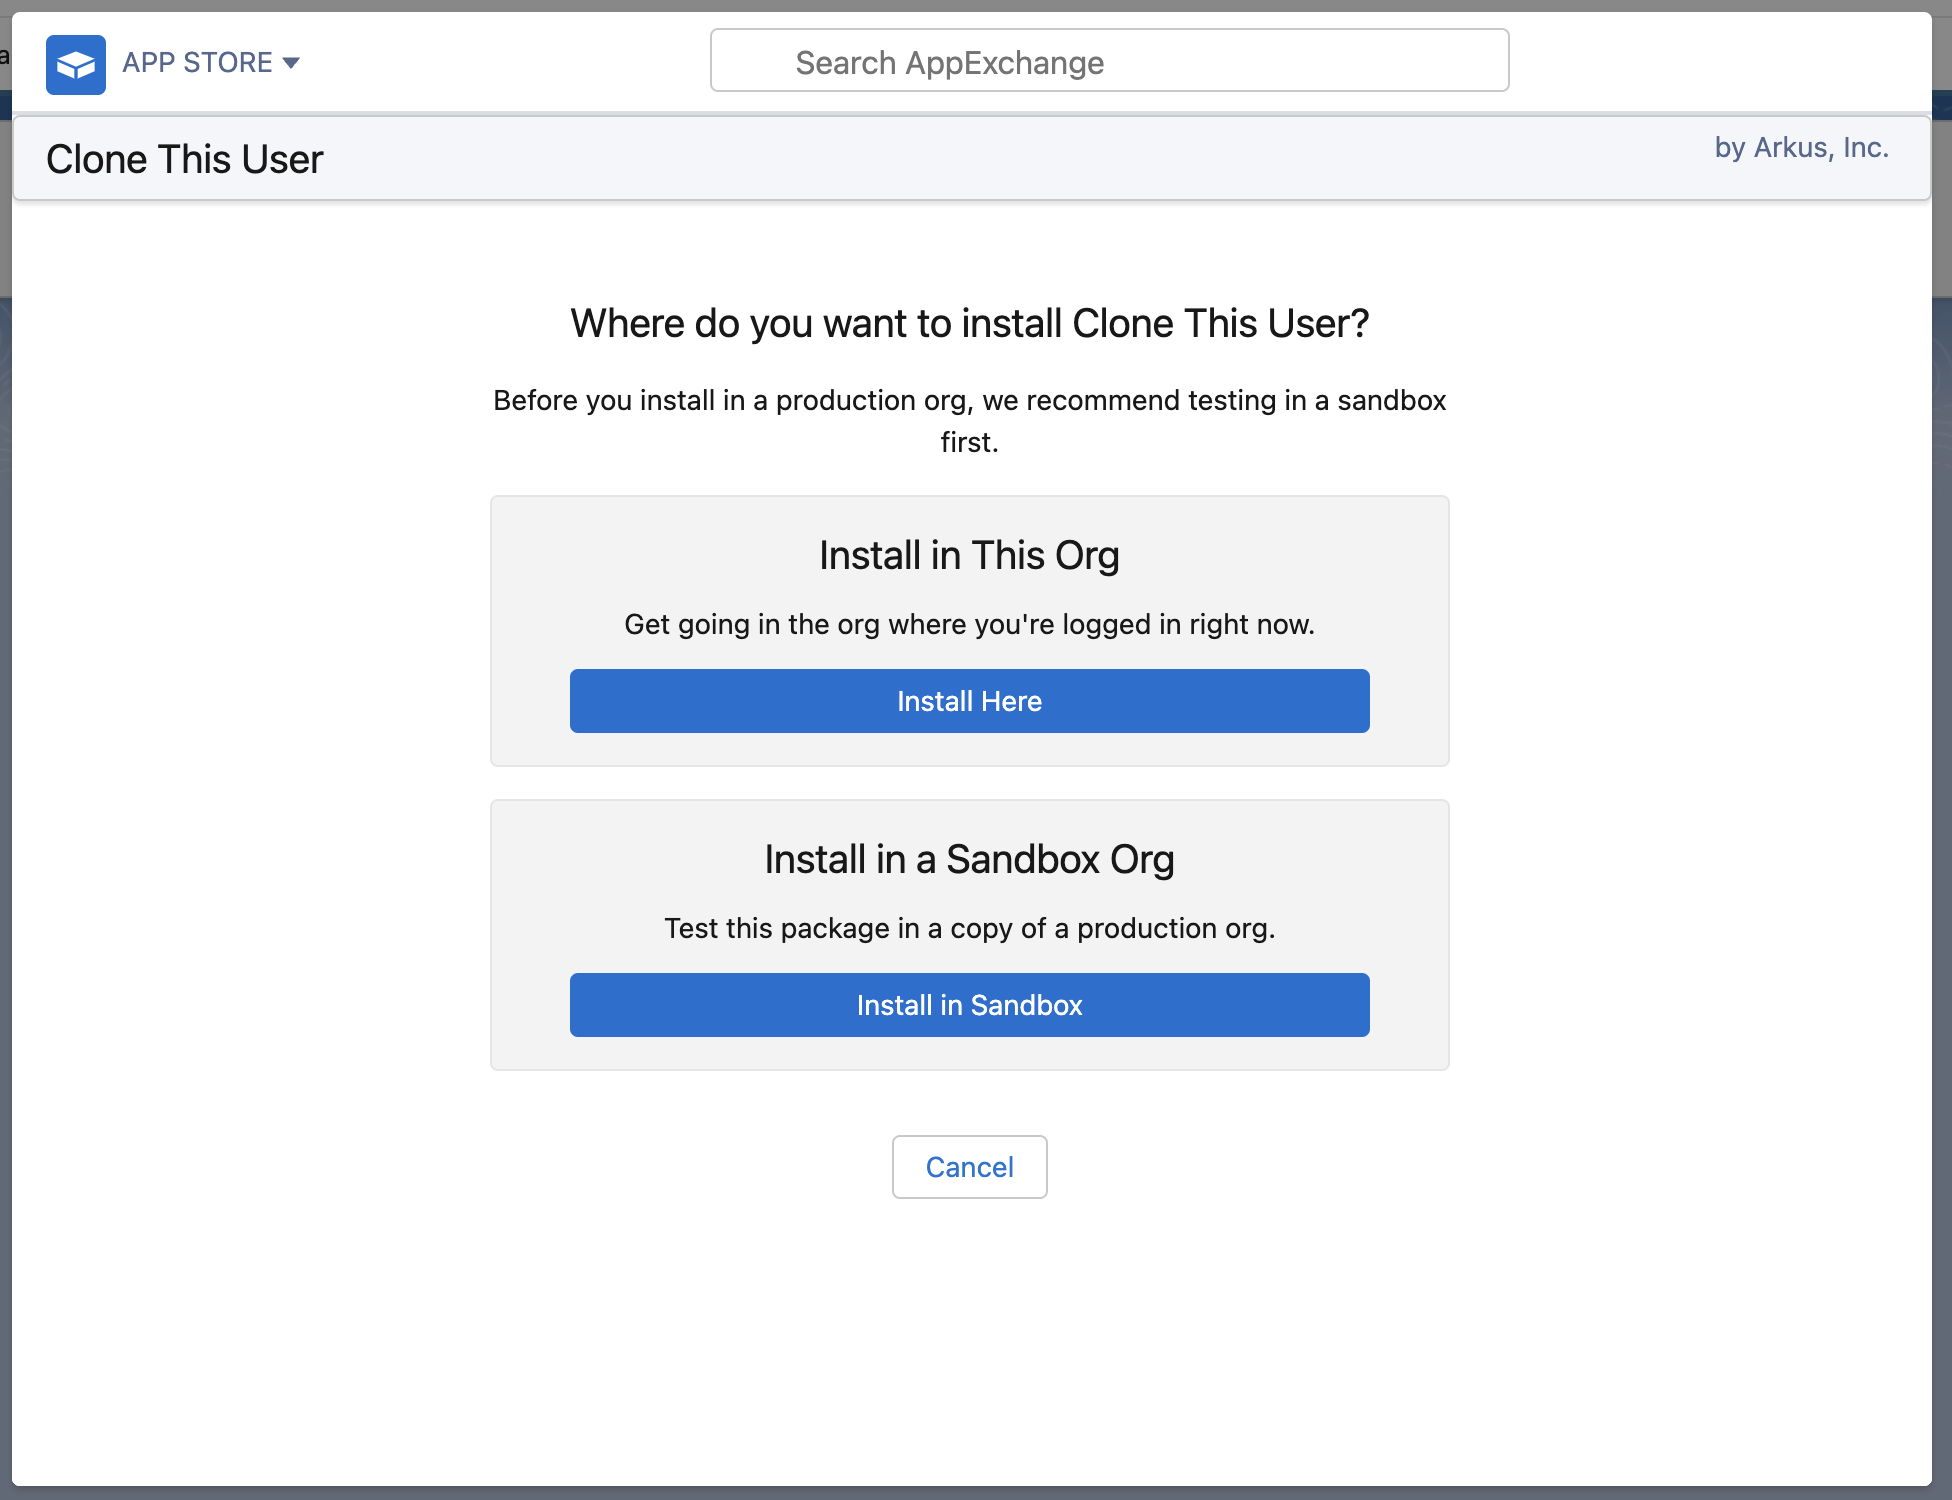 APP STORE
Search AppExchange
Clone This User
by Arkus, Inc.
Where do you want to install Clone This User?
Before you install in a production org, we recommend testing in a sandbox
first.
Install in This Org
Get going in the org where you're logged in right now.
Install Here
Install in a Sandbox Org
Test this package in a copy of a production org.
Install in Sandbox
Cancel